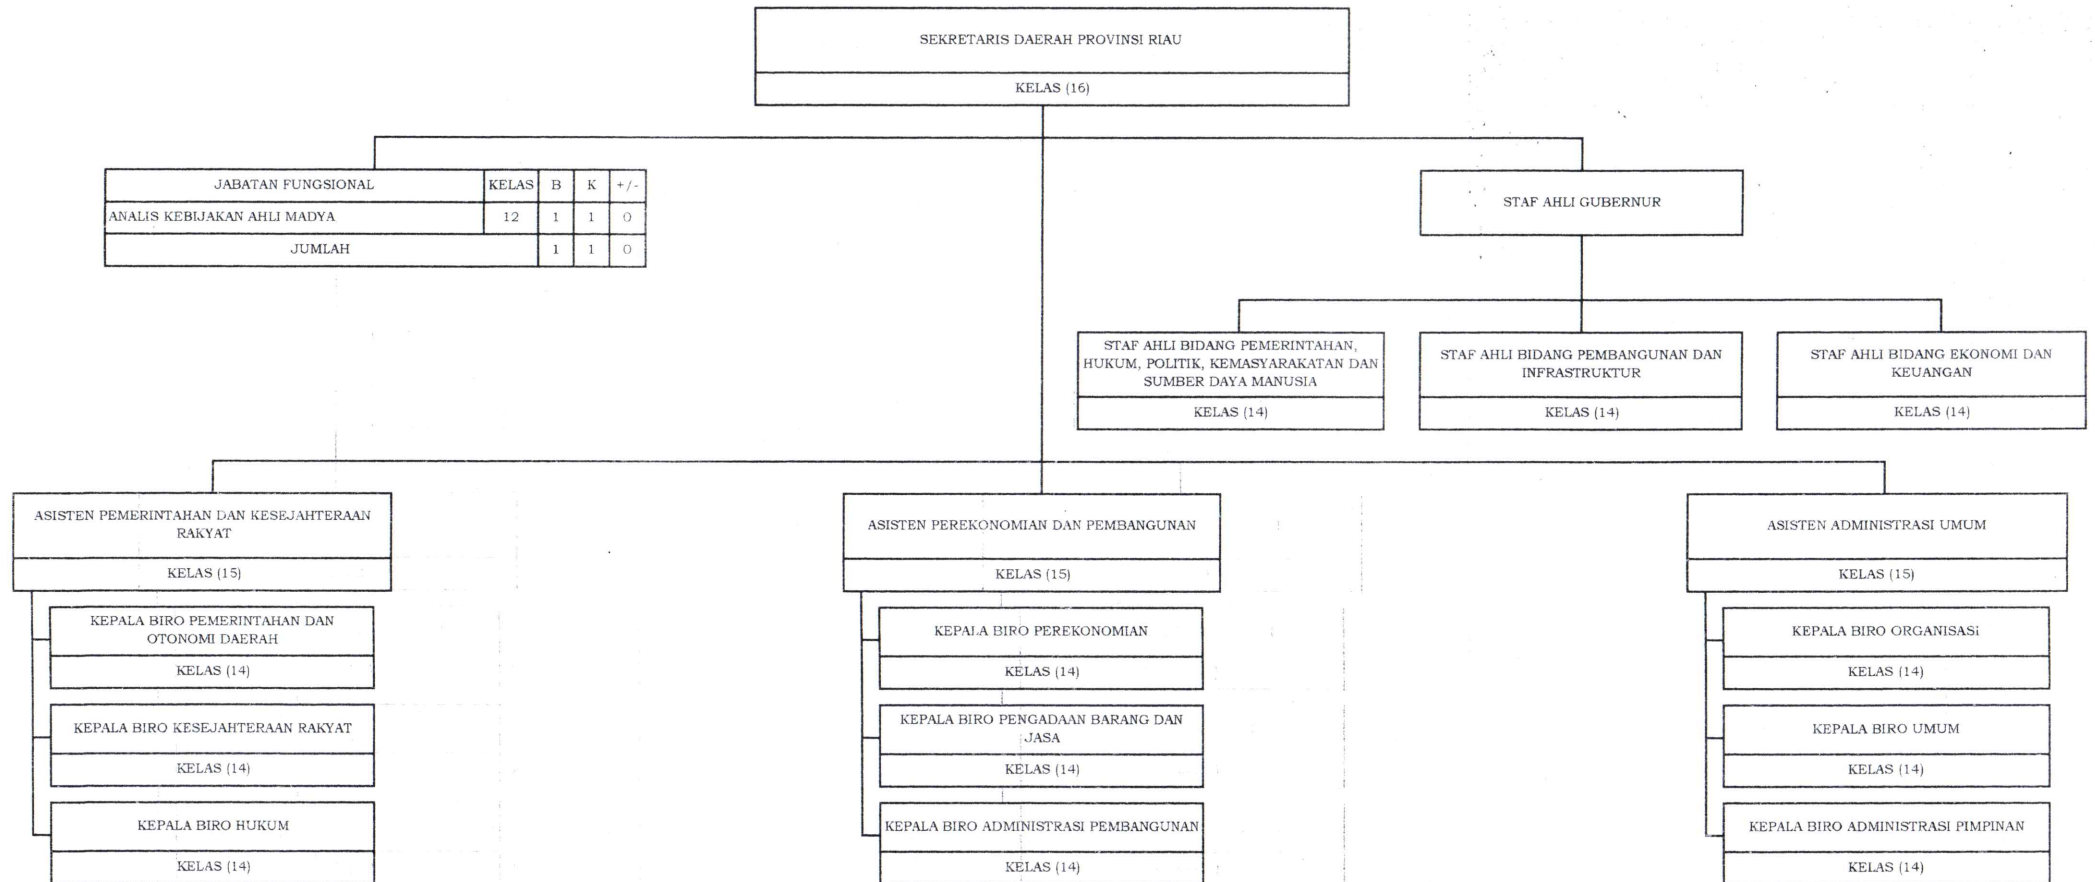 SEKRETARIS DAERAH PROVINSI RIAU
KELAS (16)
JABATAN FUNGSIONAL KELAS B K +/-
ANALIS KEBIJAKAN AHLI MADYA 12 1 1 0
JUMLAH 1 1 0
STAF AHLI GUBERNUR
STAF AHLI BIDANG PEMERINTAHAN,
HUKUM, POLITIK, KEMASYARAKATAN DAN
SUMBER DAYA MANUSIA
KELAS (14)
STAF AHLI BIDANG PEMBANGUNAN DAN
INFRASTRUKTUR
KELAS (14)
STAF AHLI BIDANG EKONOMI DAN
KEUANGAN
KELAS (14)
ASISTEN PEMERINTAHAN DAN KESEJAHTERAAN
RAKYAT
KELAS (15)
KEPALA BIRO PEMERINTAHAN DAN
OTONOMI DAERAH
KELAS (14)
KEPALA BIRO KESEJAHTERAAN RAKYAT
KELAS (14)
KEPALA BIRO HUKUM
KELAS (14)
ASISTEN PEREKONOMIAN DAN PEMBANGUNAN
KELAS (15)
KEPALA BIRO PEREKONOMIAN
KELAS (14)
KEPALA BIRO PENGADAAN BARANG DAN
JASA
KELAS (14)
KEPALA BIRO ADMINISTRASI PEMBANGUNAN
KELAS (14)
ASISTEN ADMINISTRASI UMUM
KELAS (15)
KEPALA BIRO ORGANISASI
KELAS (14)
KEPALA BIRO UMUM
KELAS (14)
KEPALA BIRO ADMINISTRASI PIMPINAN
KELAS (14)